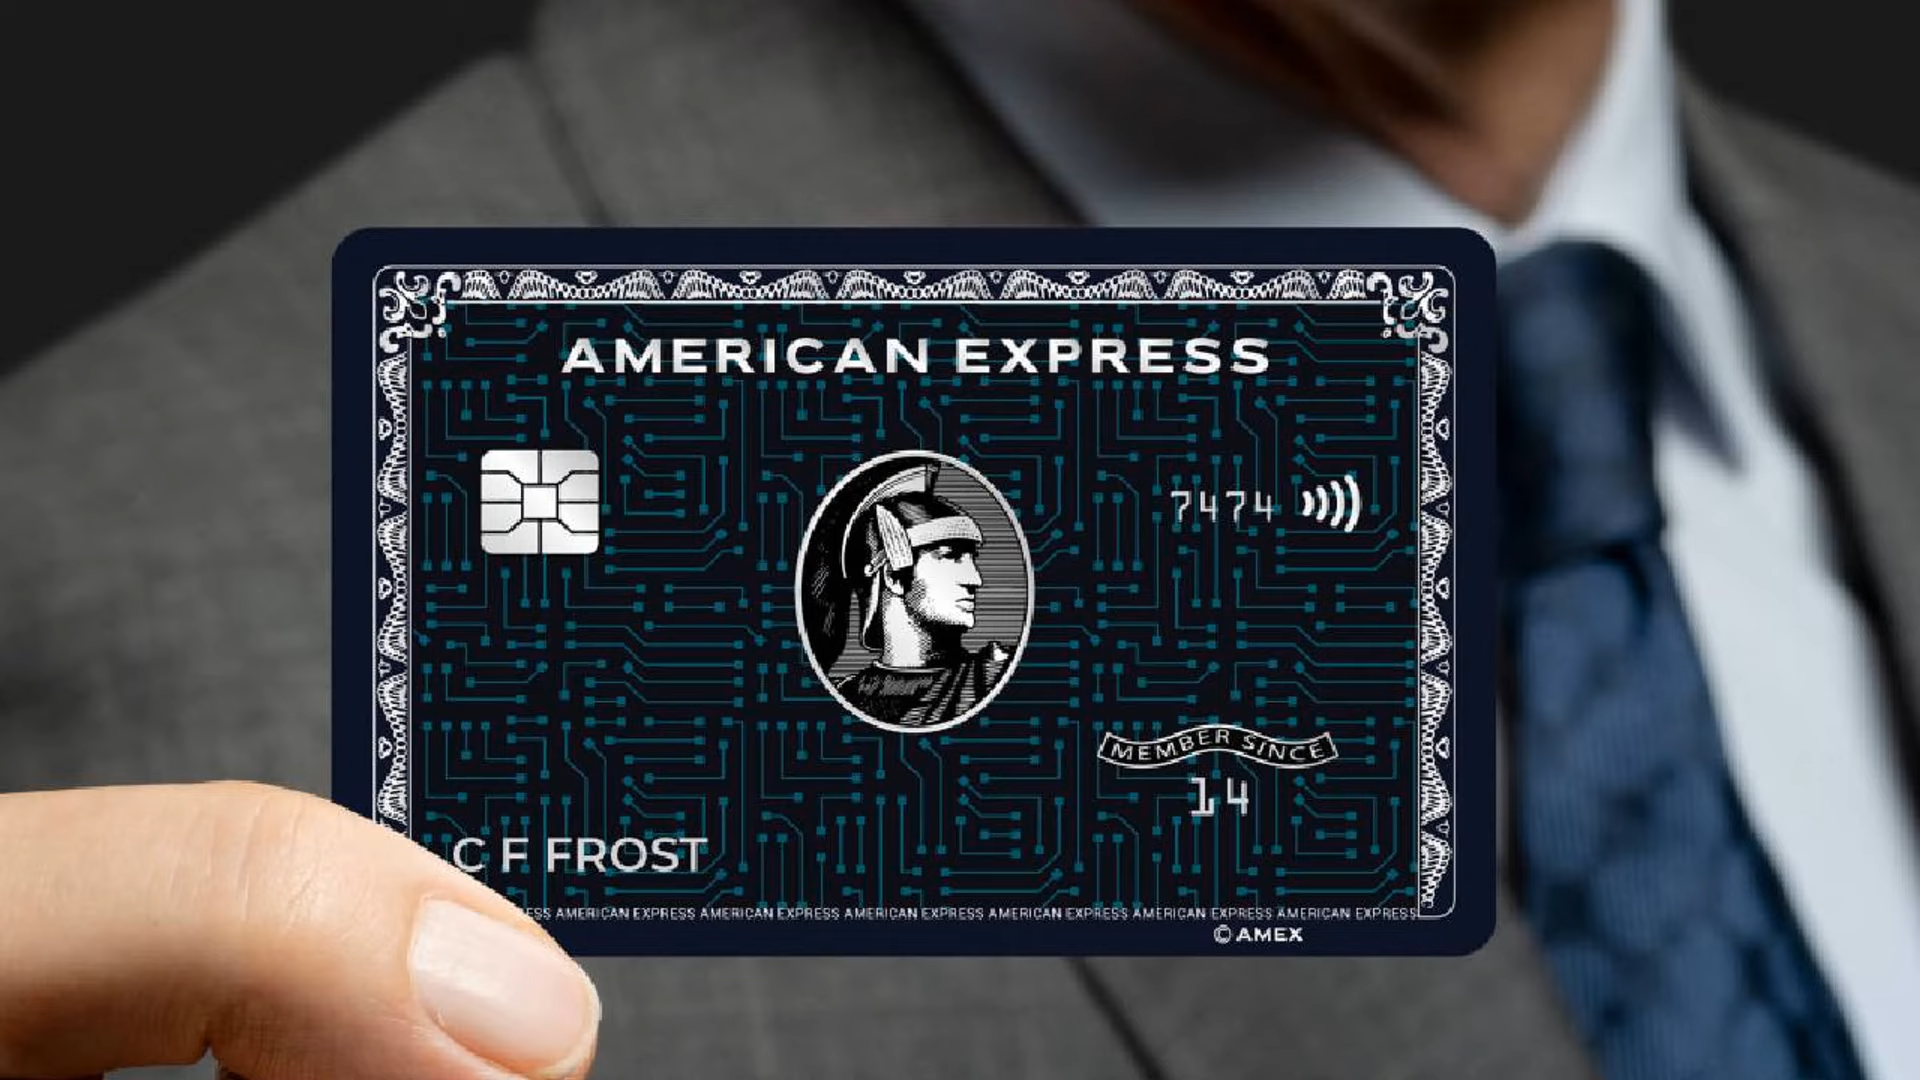 AMERICAN EXPRESS
7474
MEMBER SINCE
14
C F FROST
AMERICAN EXPRESS AMERICAN EXPRESS AMERICAN EXPRESS AMERICAN EXPRESS AMERICAN EXPRESS AMERICAN EXPRESS
© AMEX